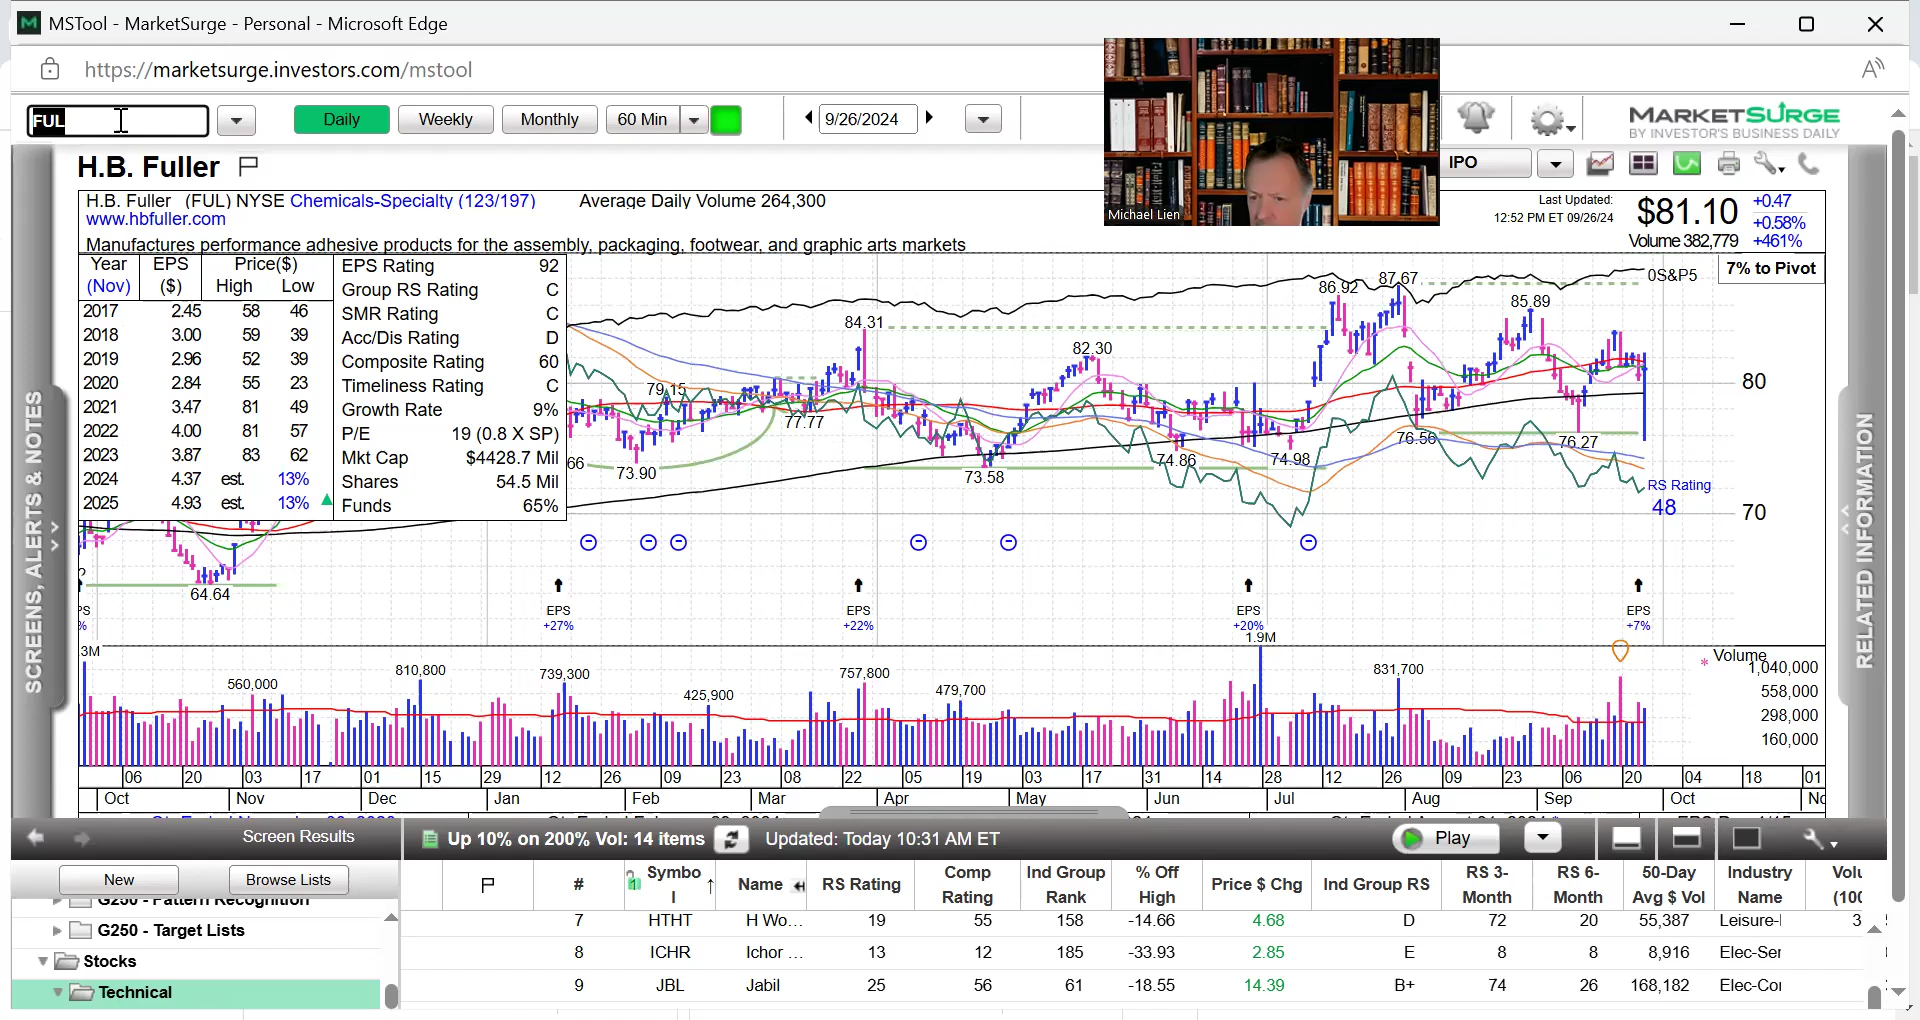 MSTool - MarketSurge - Personal - Microsoft Edge
https://marketsurge.investors.com/mstool
FUL
Daily
Weekly
Monthly
60 Min
9/26/2024
MARKETSURGE
BY INVESTOR'S BUSINESS DAILY
H.B. Fuller
IPO
Michael Lien
H.B. Fuller (FUL) NYSE Chemicals-Specialty (123/197) Average Daily Volume 264,300
www.hbfuller.com
Manufactures performance adhesive products for the assembly, packaging, footwear, and graphic arts markets
Last Updated:
12:52 PM ET 09/26/24
$81.10
+0.47
+0.58%
Volume 382,779 +461%
7% to Pivot
Year EPS Price($)
(Nov) ($) High Low
2017 2.45 58 46
2018 3.00 59 39
2019 2.96 52 39
2020 2.84 55 23
2021 3.47 81 49
2022 4.00 81 57
2023 3.87 83 62
2024 4.37 est. 13%
2025 4.93 est. 13%
EPS Rating 92
Group RS Rating C
SMR Rating C
Acc/Dis Rating D
Composite Rating 60
Timeliness Rating C
Growth Rate 9%
P/E 19 (0.8 X SP)
Mkt Cap $4428.7 Mil
Shares 54.5 Mil
Funds 65%
0S&P5
86.92
87.67
85.89
84.31
82.30
79.15
77.77
76.56
76.27
66
73.90
73.58
74.86
74.98
64.64
80
70
RS Rating
48
EPS
+27%
EPS
+22%
EPS
+20%
EPS
+7%
1.9M
3M
560,000
810,800
739,300
425,900
757,800
479,700
831,700
Volume
1,040,000
558,000
298,000
160,000
06 20 03 17 01 15 29 12 26 09 23 08 22 05 19 03 17 31 14 28 12 26 09 23 06 20 04 18 01
Oct Nov Dec Jan Feb Mar Apr May Jun Jul Aug Sep Oct
SCREENS, ALERTS & NOTES
RELATED INFORMATION
Screen Results
Up 10% on 200% Vol: 14 items
Updated: Today 10:31 AM ET
Play
New
Browse Lists
G250 - Pattern Recognition
G250 - Target Lists
Stocks
Technical
# Symbo
l Name RS Rating Comp
Rating Ind Group
Rank % Off
High Price $ Chg Ind Group RS RS 3-
Month RS 6-
Month 50-Day
Avg $ Vol Industry
Name Volu
(100
7 HTHT H Wo... 19 55 158 -14.66 4.68 D 72 20 55,387 Leisure-l 3
8 ICHR Ichor ... 13 12 185 -33.93 2.85 E 8 8 8,916 Elec-Ser
9 JBL Jabil 25 56 61 -18.55 14.39 B+ 74 26 168,182 Elec-Cor